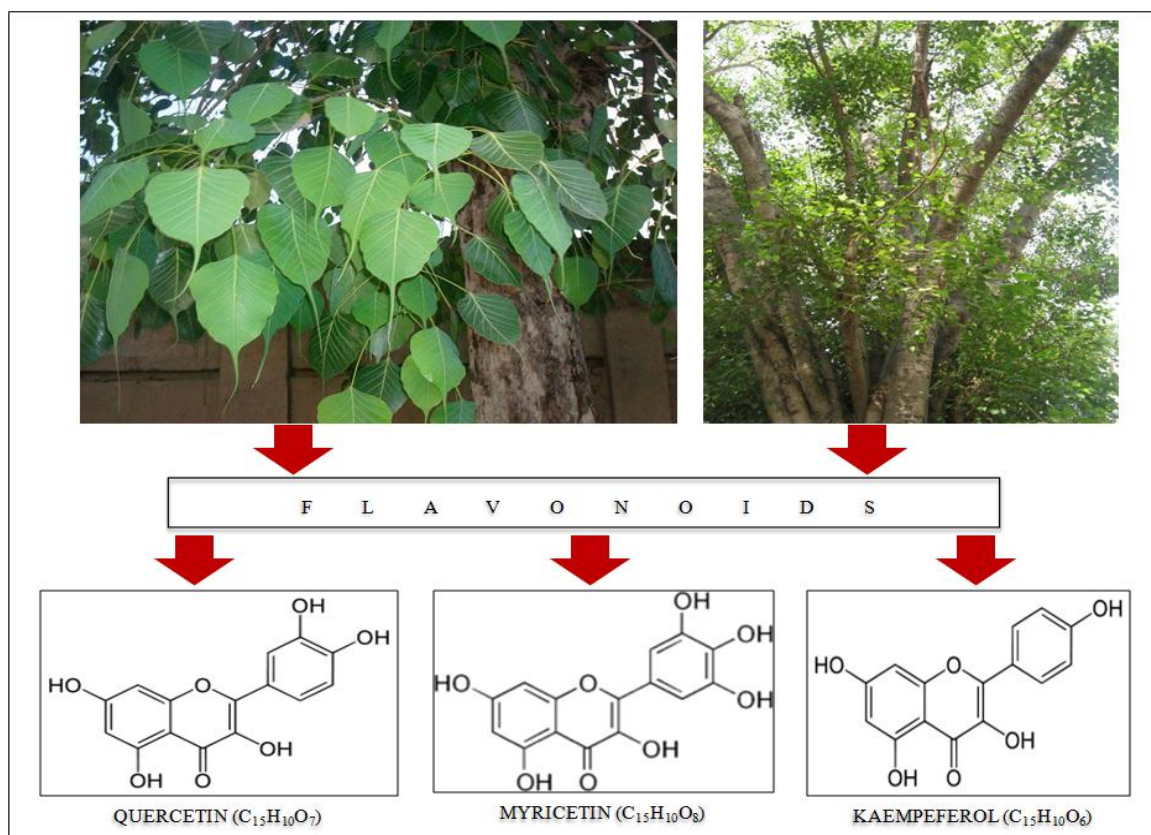 F L A V O N O I D S
OH
OH
HO
O
OH
OH
O
QUERCETIN (C₁₅H₁₀O₇)
OH
OH
HO
O
OH
OH
OH
O
MYRICETIN (C₁₅H₁₀O₈)
OH
HO
O
OH
OH
O
KAEMPEFEROL (C₁₅H₁₀O₆)